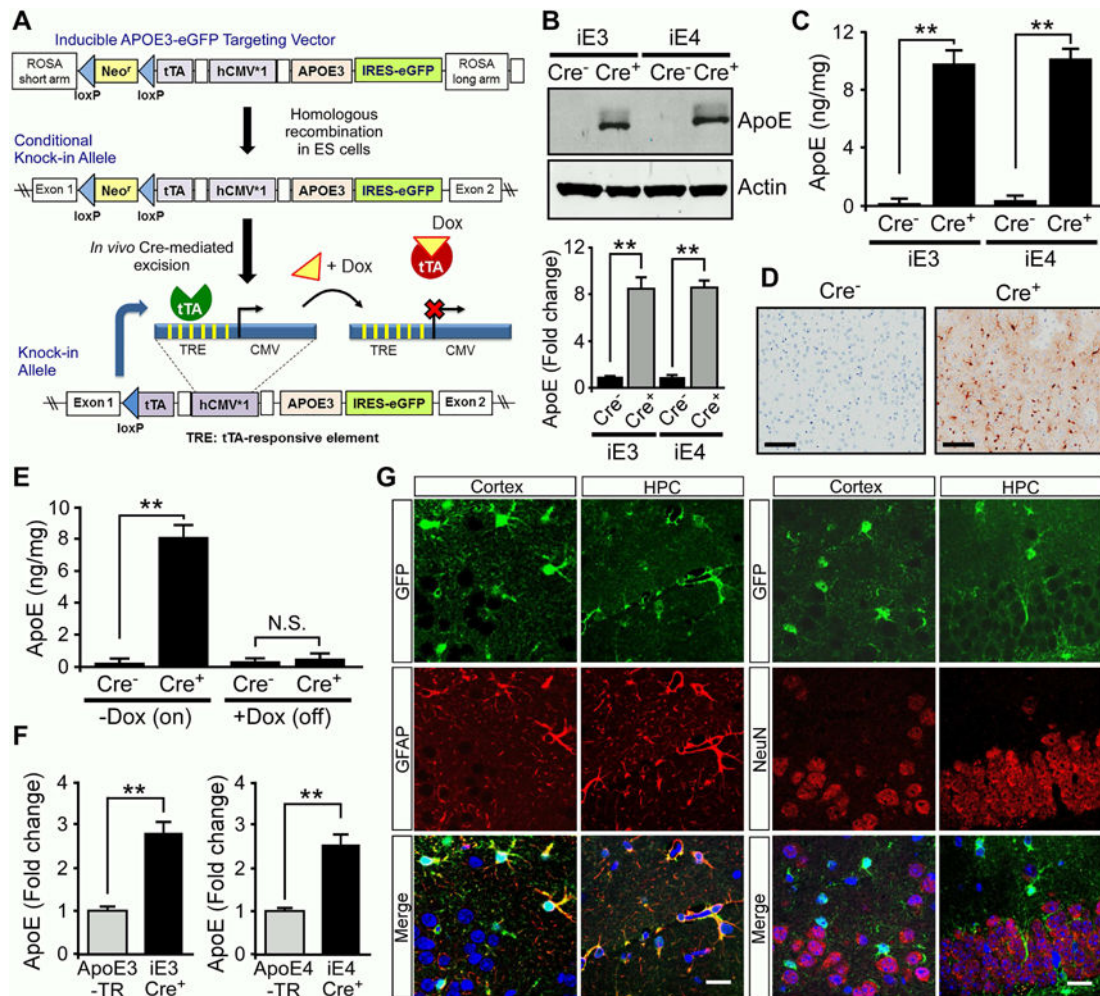 A
Inducible APOE3-eGFP Targeting Vector
ROSA short arm
Neoʳ
tTA
hCMV*1
APOE3
IRES-eGFP
ROSA long arm
loxP
loxP
Homologous recombination in ES cells
Conditional Knock-in Allele
Exon 1
Neoʳ
tTA
hCMV*1
APOE3
IRES-eGFP
Exon 2
loxP
loxP
In vivo Cre-mediated excision
+ Dox
Dox
tTA
tTA
TRE
CMV
TRE
CMV
Knock-in Allele
Exon 1
tTA
hCMV*1
APOE3
IRES-eGFP
Exon 2
loxP
TRE: tTA-responsive element
B
iE3
iE4
Cre⁻ Cre⁺ Cre⁻ Cre⁺
ApoE
Actin
ApoE (Fold change)
12
8
4
0
**
**
Cre⁻
Cre⁺
Cre⁻
Cre⁺
iE3
iE4
C
ApoE (ng/mg)
12
9
6
3
0
**
**
Cre⁻ Cre⁺ Cre⁻ Cre⁺
iE3
iE4
D
Cre⁻
Cre⁺
E
ApoE (ng/mg)
10
8
6
4
2
0
**
N.S.
Cre⁻ Cre⁺ Cre⁻ Cre⁺
-Dox (on)
+Dox (off)
F
ApoE (Fold change)
4
3
2
1
0
**
ApoE3 -TR
iE3 Cre⁺
ApoE (Fold change)
4
3
2
1
0
**
ApoE4 -TR
iE4 Cre⁺
G
Cortex
HPC
Cortex
HPC
GFP
GFP
GFAP
NeuN
Merge
Merge